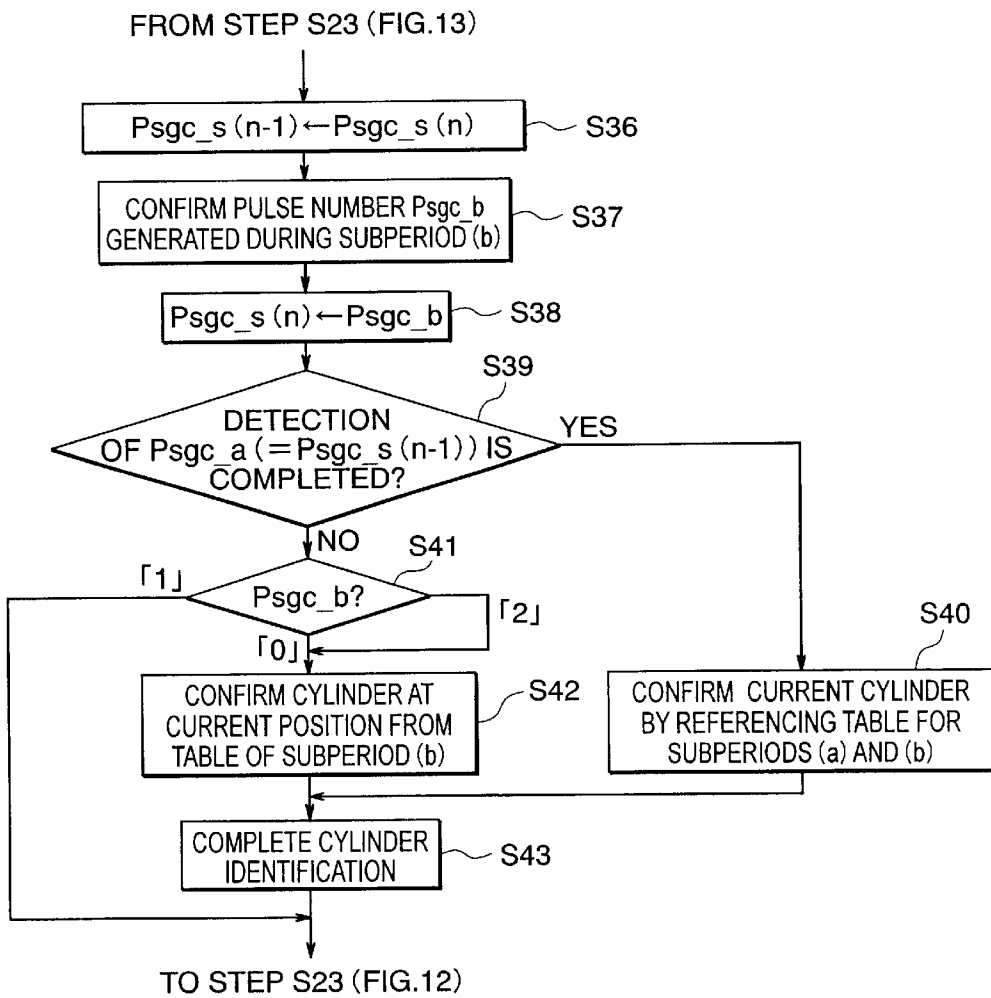 FROM STEP S23 (FIG.13)
Psgc_s (n-1)←Psgc_s (n)
S36
CONFIRM PULSE NUMBER Psgc_b
GENERATED DURING SUBPERIOD (b)
S37
Psgc_s (n)←Psgc_b
S38
S39
DETECTION
OF Psgc_a (=Psgc_s (n-1)) IS
COMPLETED?
YES
NO
S41
「1」
Psgc_b?
「2」
「0」
S40
CONFIRM CYLINDER AT
CURRENT POSITION FROM
TABLE OF SUBPERIOD (b)
S42
CONFIRM CURRENT CYLINDER
BY REFERENCING TABLE FOR
SUBPERIODS (a) AND (b)
COMPLETE CYLINDER
IDENTIFICATION
S43
TO STEP S23 (FIG.12)